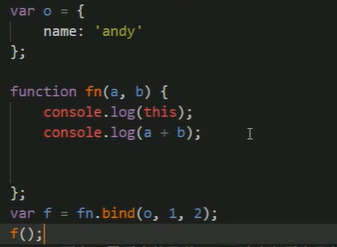 var o = {
    name: 'andy'
};

function fn(a, b) {
    console.log(this);
    console.log(a + b);

};
var f = fn.bind(o, 1, 2);
f();